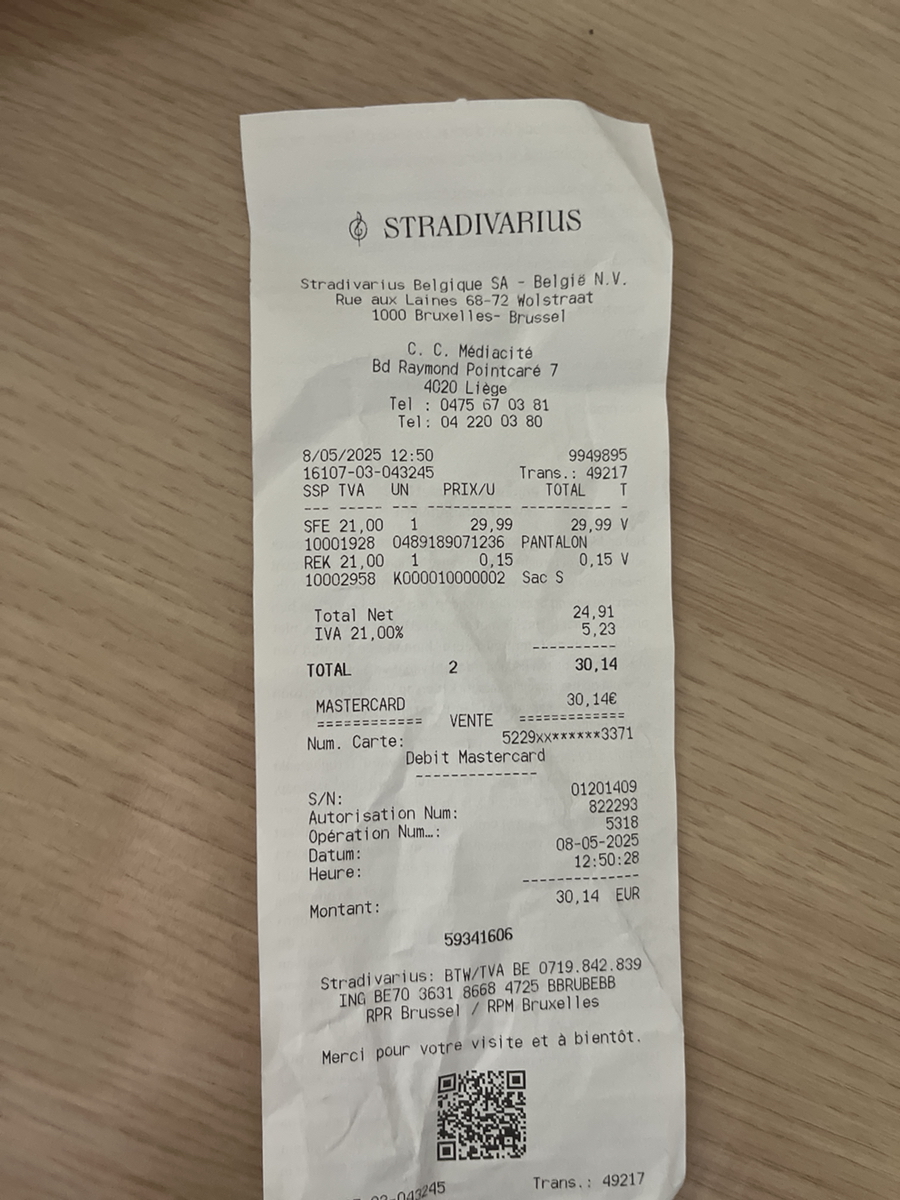 STRADIVARIUS
Stradivarius Belgique SA - België N.V.
Rue aux Laines 68-72 Wolstraat
1000 Bruxelles- Brussel
C. C. Médiacité
Bd Raymond Pointcaré 7
4020 Liège
Tel : 0475 67 03 81
Tel: 04 220 03 80
8/05/2025 12:50 9949895
16107-03-043245 Trans.: 49217
SSP TVA UN PRIX/U TOTAL T
--- ----- --- ---------- ----------- -
SFE 21,00 1 29,99 29,99 V
10001928 0489189071236 PANTALON
REK 21,00 1 0,15 0,15 V
10002958 K000010000002 Sac S
Total Net 24,91
IVA 21,00% 5,23
----------
TOTAL 2 30,14
MASTERCARD 30,14€
============ VENTE ============
Num. Carte: 5229xx******3371
Debit Mastercard
--------------
S/N: 01201409
Autorisation Num: 822293
Opération Num…: 5318
Datum: 08-05-2025
Heure: 12:50:28
--------------
Montant: 30,14 EUR
59341606
Stradivarius: BTW/TVA BE 0719.842.839
ING BE70 3631 8668 4725 BBRUBEBB
RPR Brussel / RPM Bruxelles
Merci pour votre visite et à bientôt.
-043245 Trans.: 49217